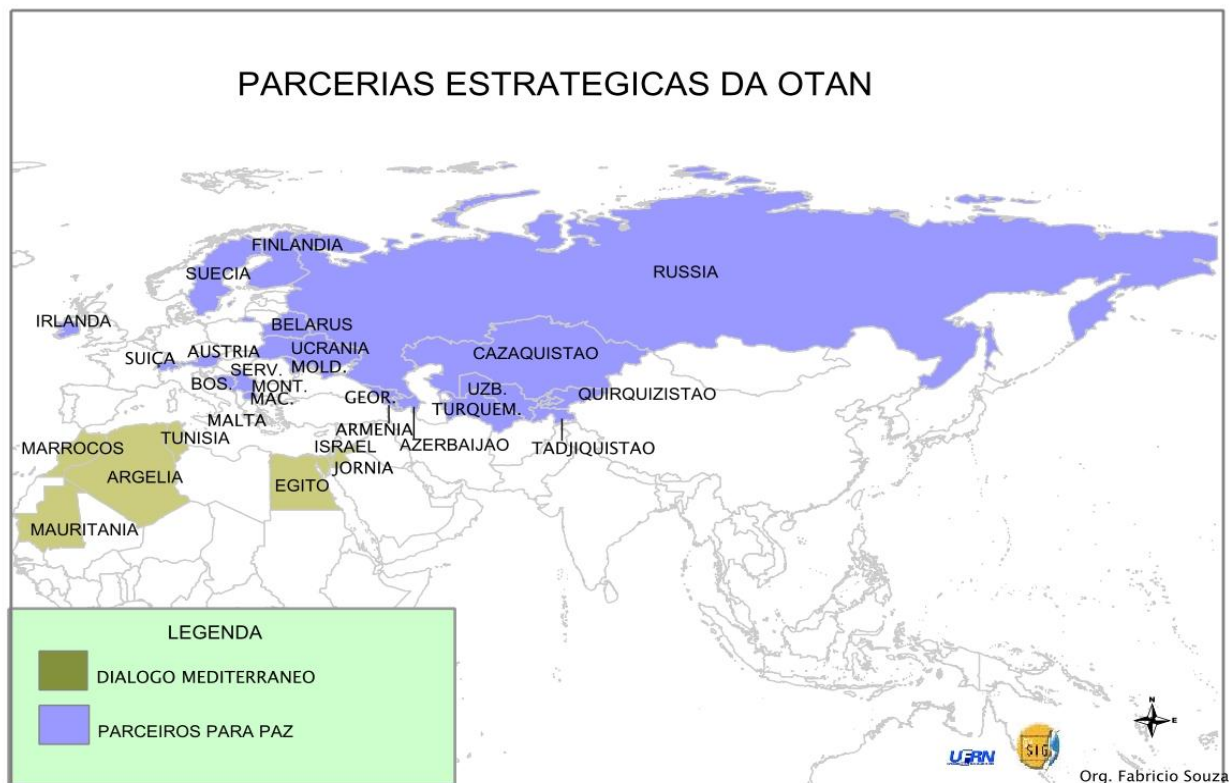 PARCERIAS ESTRATEGICAS DA OTAN
FINLANDIA
SUECIA
RUSSIA
IRLANDA
BELARUS
SUIÇA
AUSTRIA
UCRANIA
CAZAQUISTAO
SERV.
MOLD.
BOS.
MONT.
UZB.
QUIRQUIZISTAO
MAC.
GEOR.
TURQUEM.
MALTA
ARMENIA
TUNISIA
MARROCOS
ISRAEL
AZERBAIJAO
TADJIQUISTAO
JORNIA
ARGELIA
EGITO
MAURITANIA
LEGENDA
DIALOGO MEDITERRANEO
PARCEIROS PARA PAZ
N
E
UFRN
SIG
Org. Fabricio Souza